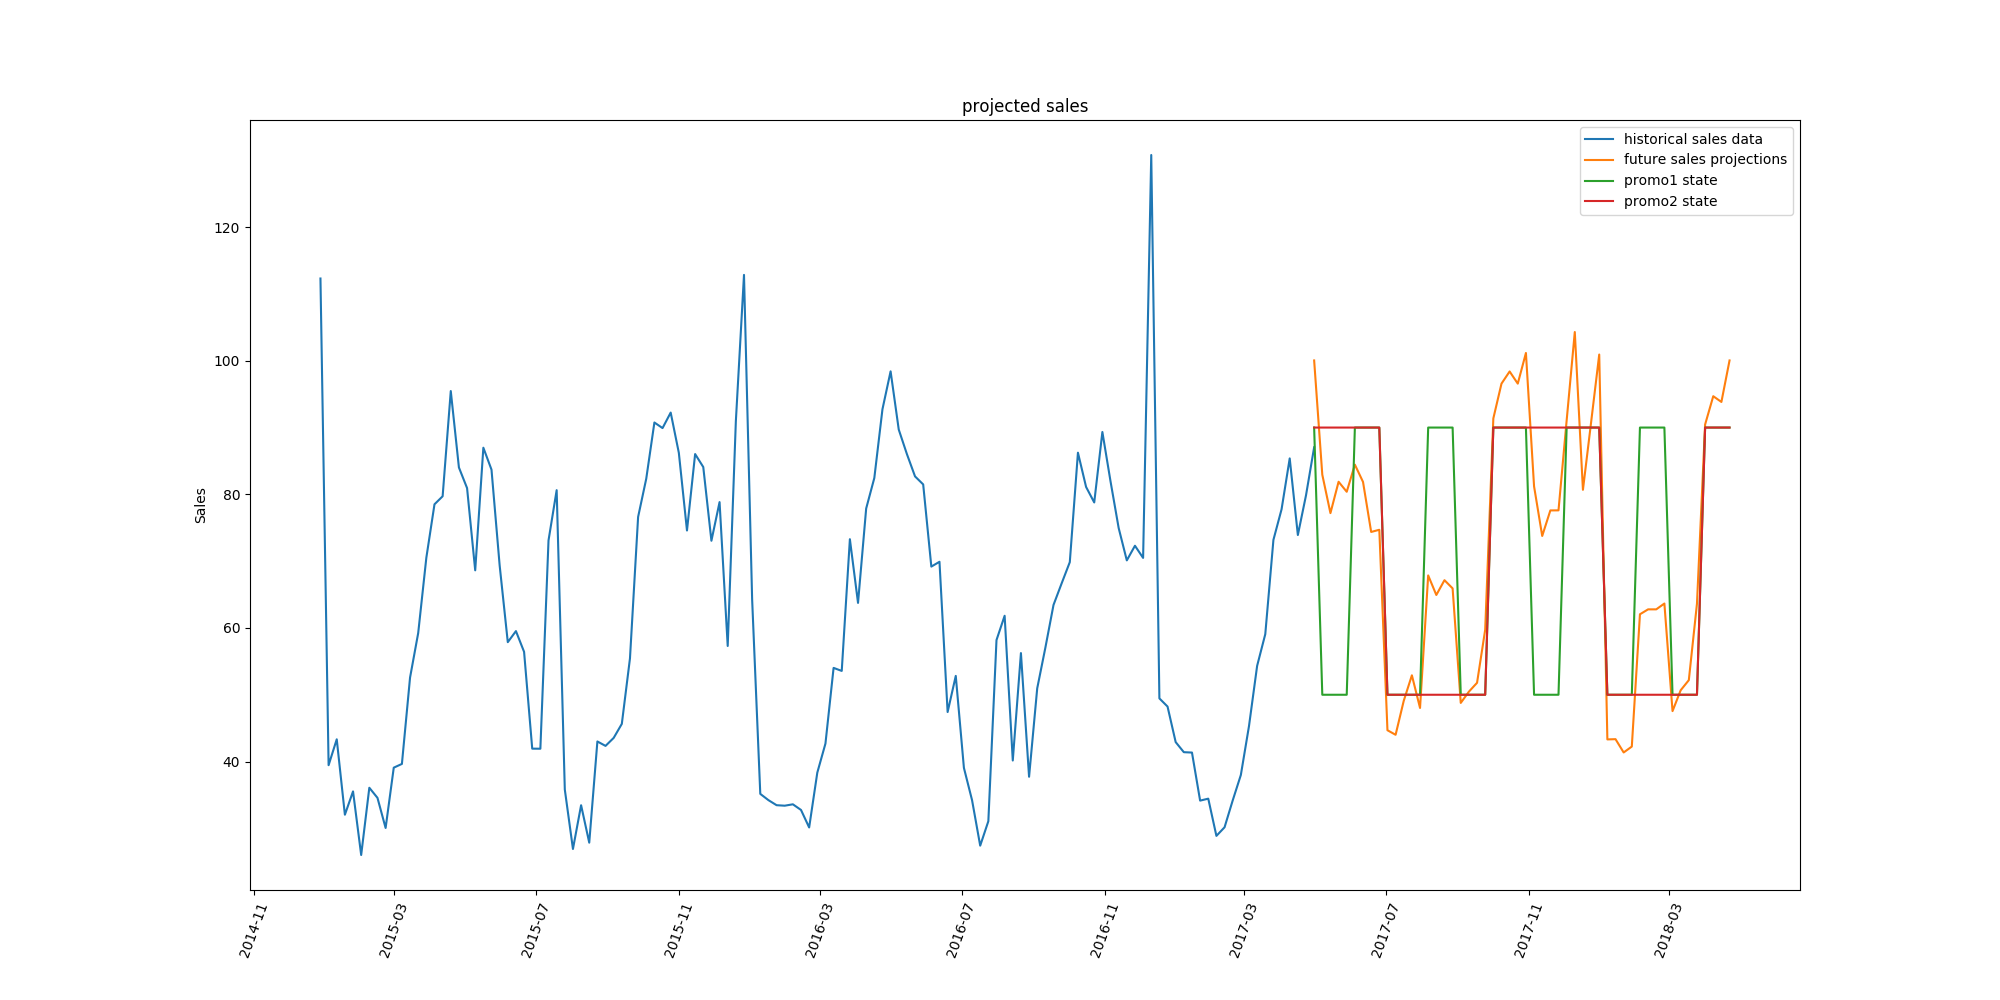 projected sales
historical sales data
future sales projections
promo1 state
promo2 state
Sales
120
100
80
60
40
2014-11
2015-03
2015-07
2015-11
2016-03
2016-07
2016-11
2017-03
2017-07
2017-11
2018-03